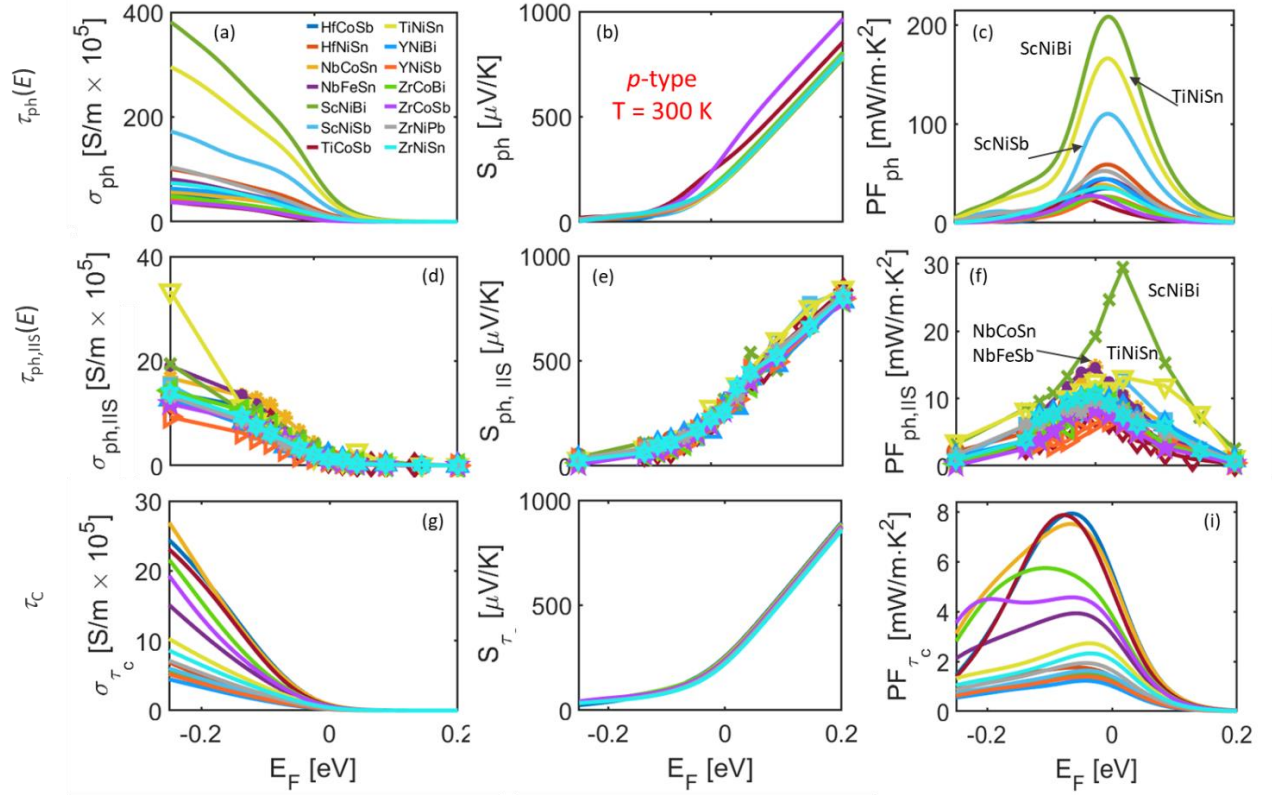 τph(E)
σph [S/m × 10⁵]
400
200
0
(a)
HfCoSb
HfNiSn
NbCoSn
NbFeSn
ScNiBi
ScNiSb
TiCoSb
TiNiSn
YNiBi
YNiSb
ZrCoBi
ZrCoSb
ZrNiPb
ZrNiSn
Sph [μV/K]
1000
500
0
(b)
p-type
T = 300 K
PFph [mW/m·K²]
200
100
0
(c)
ScNiBi
TiNiSn
ScNiSb
τph,IIS(E)
σph,IIS [S/m × 10⁵]
40
20
0
(d)
Sph, IIS [μV/K]
1000
500
0
(e)
PFph,IIS [mW/m·K²]
30
20
10
0
(f)
ScNiBi
NbCoSn
NbFeSb
TiNiSn
τC
στc [S/m × 10⁵]
30
20
10
0
(g)
-0.2
0
0.2
EF [eV]
Sτ [μV/K]
1000
500
0
-0.2
0
0.2
EF [eV]
PFτc [mW/m·K²]
8
6
4
2
0
(i)
-0.2
0
0.2
EF [eV]